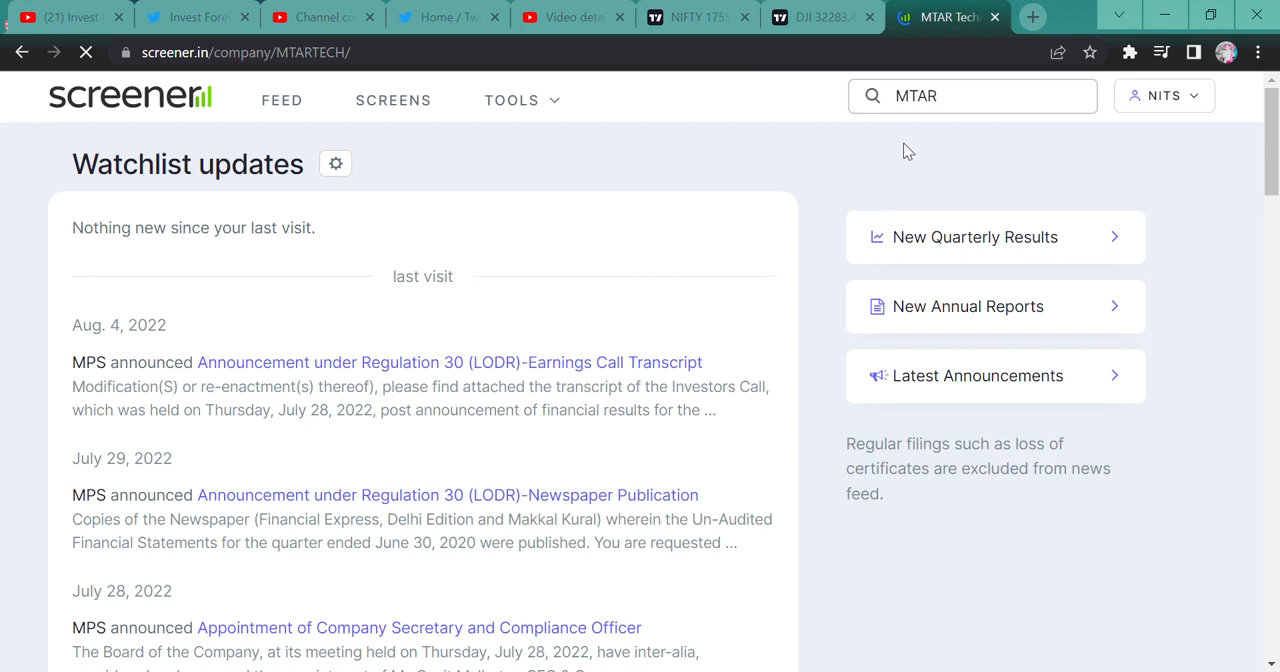 (21) Invest
Invest Fore
Channel co
Home / Tw
Video deta
NIFTY 1755
DJI 32283.4
MTAR Tech
screener.in/company/MTARTECH/
screener
FEED
SCREENS
TOOLS
MTAR
NITS
Watchlist updates
Nothing new since your last visit.
last visit
Aug. 4, 2022
MPS announced Announcement under Regulation 30 (LODR)-Earnings Call Transcript
Modification(S) or re-enactment(s) thereof), please find attached the transcript of the Investors Call,
which was held on Thursday, July 28, 2022, post announcement of financial results for the ...
July 29, 2022
MPS announced Announcement under Regulation 30 (LODR)-Newspaper Publication
Copies of the Newspaper (Financial Express, Delhi Edition and Makkal Kural) wherein the Un-Audited
Financial Statements for the quarter ended June 30, 2020 were published. You are requested ...
July 28, 2022
MPS announced Appointment of Company Secretary and Compliance Officer
The Board of the Company, at its meeting held on Thursday, July 28, 2022, have inter-alia,
New Quarterly Results
New Annual Reports
Latest Announcements
Regular filings such as loss of
certificates are excluded from news
feed.